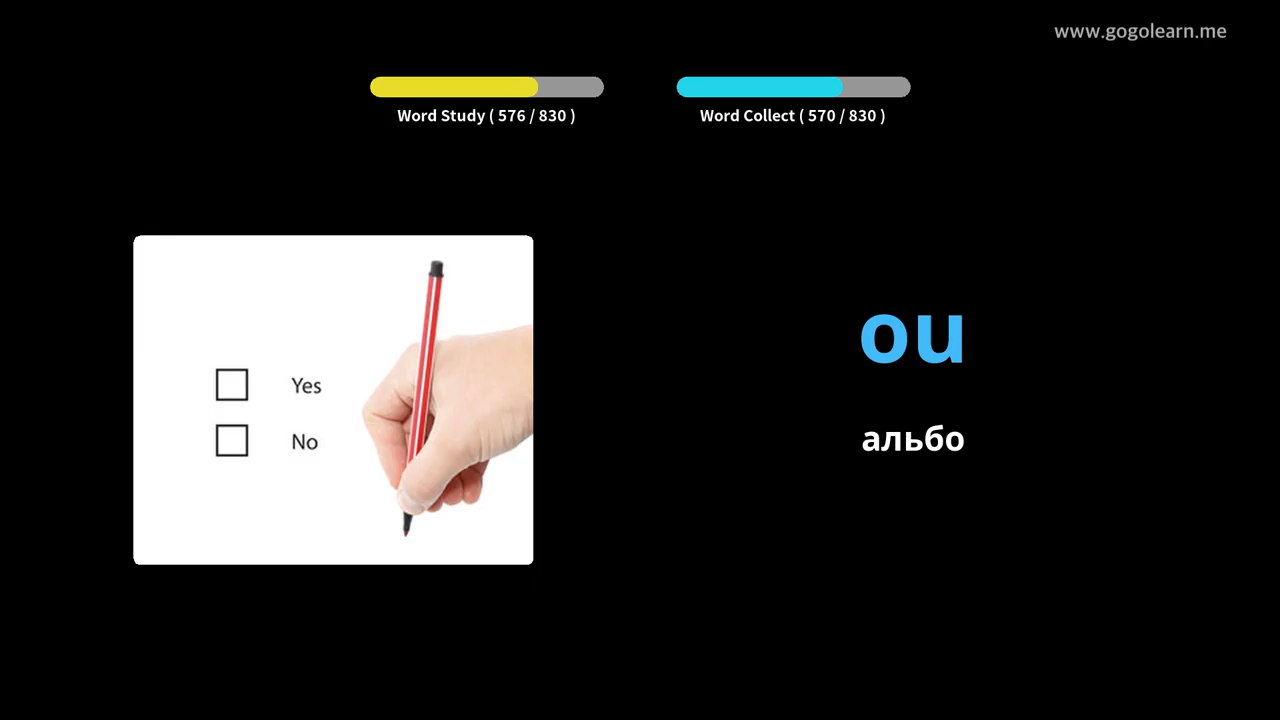 www.gogolearn.me
Word Study ( 576 / 830 )
Word Collect ( 570 / 830 )
Yes
No
ou
альбо